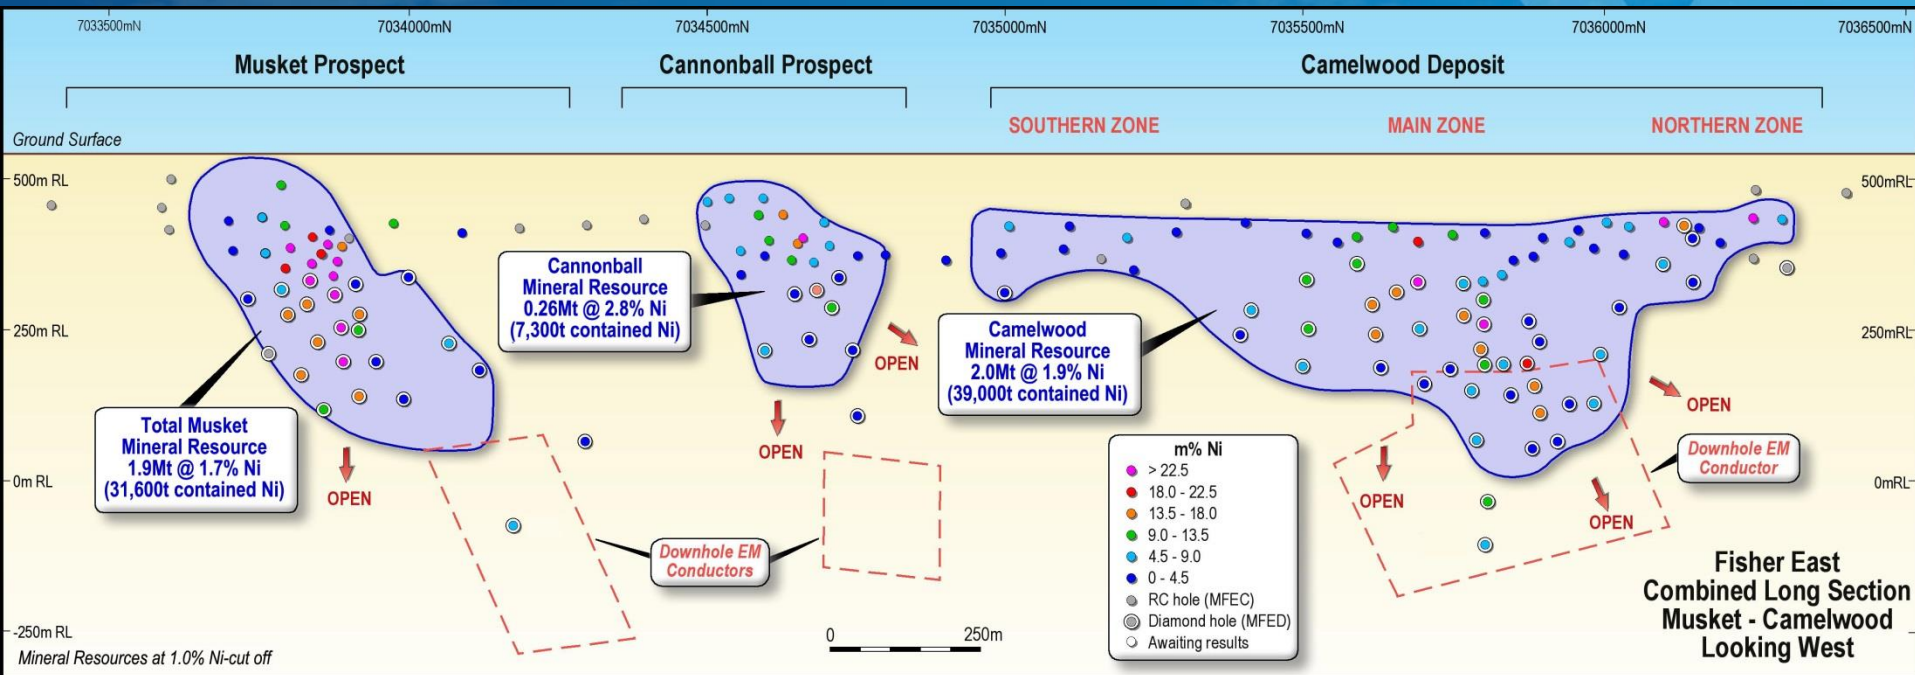 7033500mN
7034000mN
7034500mN
7035000mN
7035500mN
7036000mN
7036500mN
Musket Prospect
Cannonball Prospect
Camelwood Deposit
SOUTHERN ZONE
MAIN ZONE
NORTHERN ZONE
Ground Surface
500m RL
500mRL
250m RL
250mRL
0m RL
0mRL
-250m RL
Cannonball
Mineral Resource
0.26Mt @ 2.8% Ni
(7,300t contained Ni)
Camelwood
Mineral Resource
2.0Mt @ 1.9% Ni
(39,000t contained Ni)
Total Musket
Mineral Resource
1.9Mt @ 1.7% Ni
(31,600t contained Ni)
OPEN
OPEN
OPEN
OPEN
OPEN
OPEN
Downhole EM
Conductor
Downhole EM
Conductors
m% Ni
> 22.5
18.0 - 22.5
13.5 - 18.0
9.0 - 13.5
4.5 - 9.0
0 - 4.5
RC hole (MFEC)
Diamond hole (MFED)
Awaiting results
0
250m
Mineral Resources at 1.0% Ni-cut off
Fisher East
Combined Long Section
Musket - Camelwood
Looking West